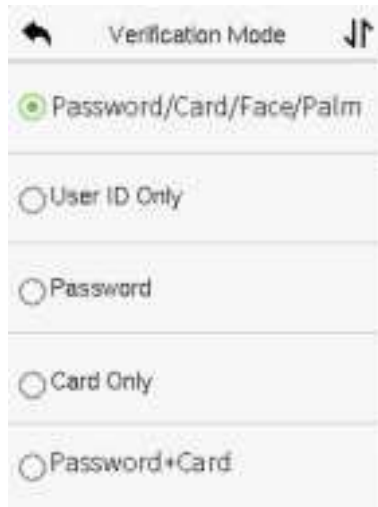 Verification Mode
Password/Card/Face/Palm
User ID Only
Password
Card Only
Password+Card